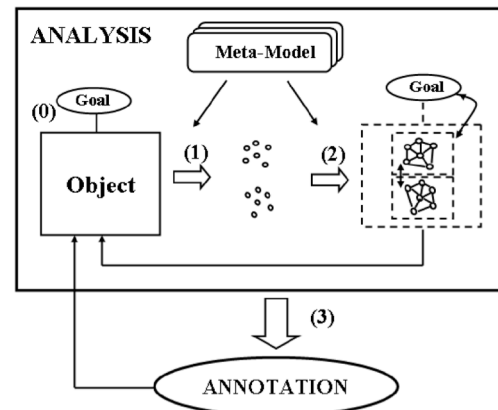 ANALYSIS
Meta-Model
Goal
Goal
(0)
(1)
(2)
Object
(3)
ANNOTATION